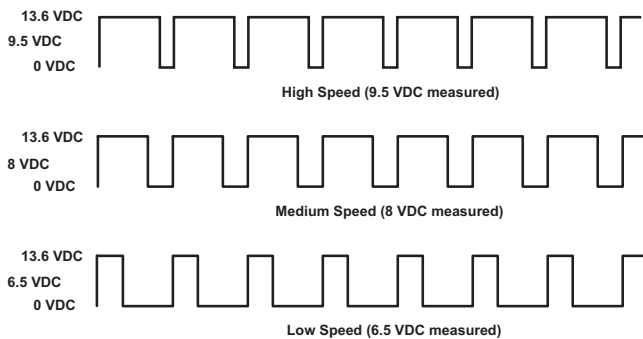 13.6 VDC
9.5 VDC
0 VDC
High Speed (9.5 VDC measured)
13.6 VDC
8 VDC
0 VDC
Medium Speed (8 VDC measured)
13.6 VDC
6.5 VDC
0 VDC
Low Speed (6.5 VDC measured)